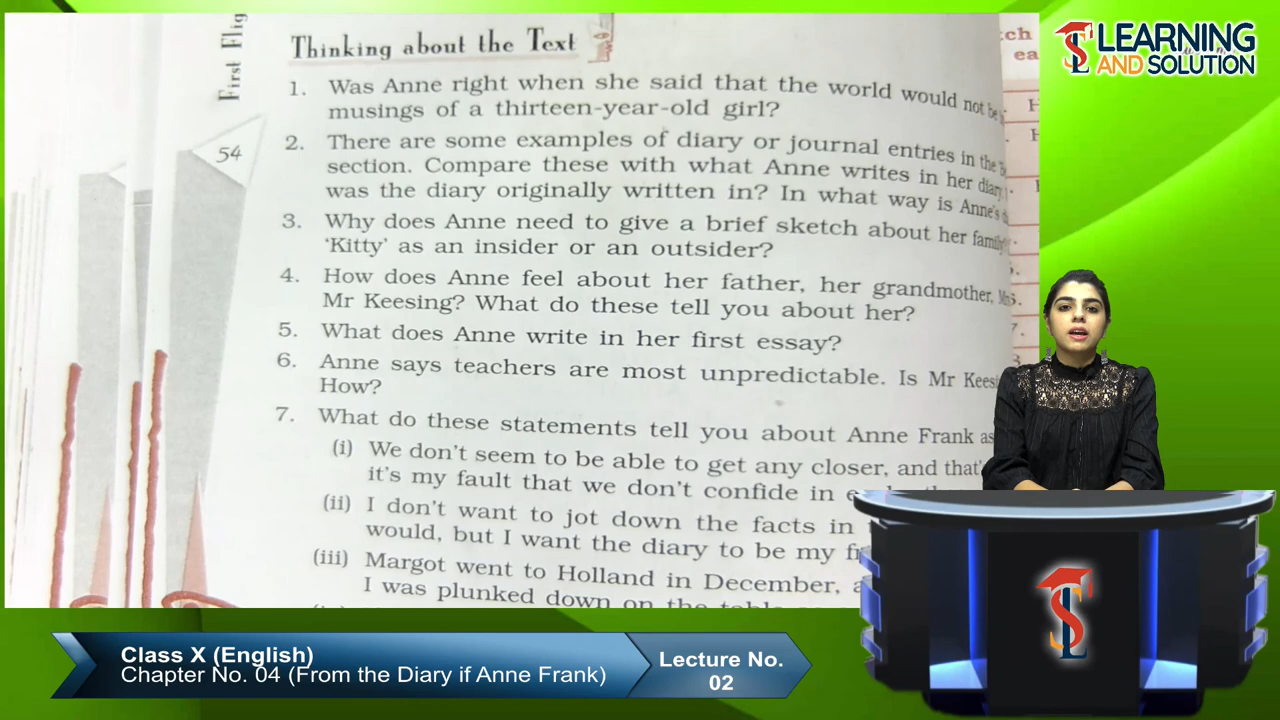 First Flig
54
Thinking about the Text
1. Was Anne right when she said that the world would not be
musings of a thirteen-year-old girl?
2. There are some examples of diary or journal entries in the
section. Compare these with what Anne writes in her diary.
was the diary originally written in? In what way is Anne's
3. Why does Anne need to give a brief sketch about her family
'Kitty' as an insider or an outsider?
4. How does Anne feel about her father, her grandmother,
Mr Keesing? What do these tell you about her?
5. What does Anne write in her first essay?
6. Anne says teachers are most unpredictable. Is Mr Kees
How?
7. What do these statements tell you about Anne Frank as
(i) We don't seem to be able to get any closer, and that'
it's my fault that we don't confide in
(ii) I don't want to jot down the facts in
would, but I want the diary to be my
(iii) Margot went to Holland in December,
I was plunked down on the table
LEARNING
AND SOLUTION
Class X (English)
Chapter No. 04 (From the Diary if Anne Frank)
Lecture No.
02